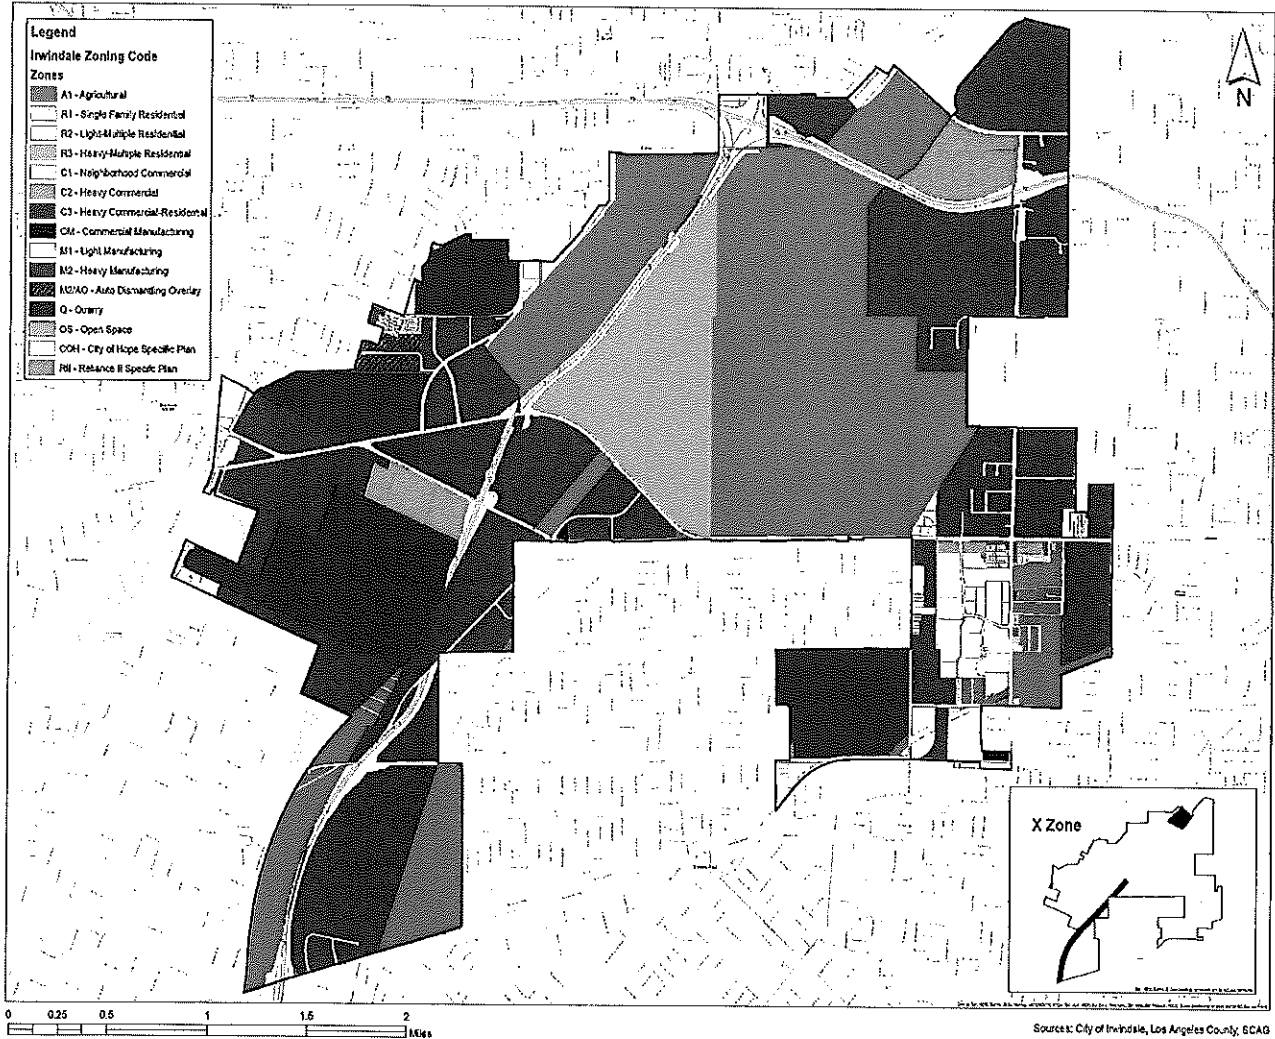 Legend
Irwindale Zoning Code
Zones
A1 - Agricultural
R1 - Single Family Residential
R2 - Light-Multiple Residential
R3 - Heavy-Multiple Residential
C1 - Neighborhood Commercial
C2 - Heavy Commercial
C3 - Heavy Commercial-Residental
CM - Commercial Manufacturing
M1 - Light Manufacturing
M2 - Heavy Manufacturing
M2/AO - Auto Dismantling Overlay
Q - Quarry
OS - Open Space
COH - City of Hope Specific Plan
RII - Reliance II Specific Plan
N
X Zone
0 0.25 0.5 1 1.5 2
Miles
Sources: City of Irwindale, Los Angeles County, SCAG